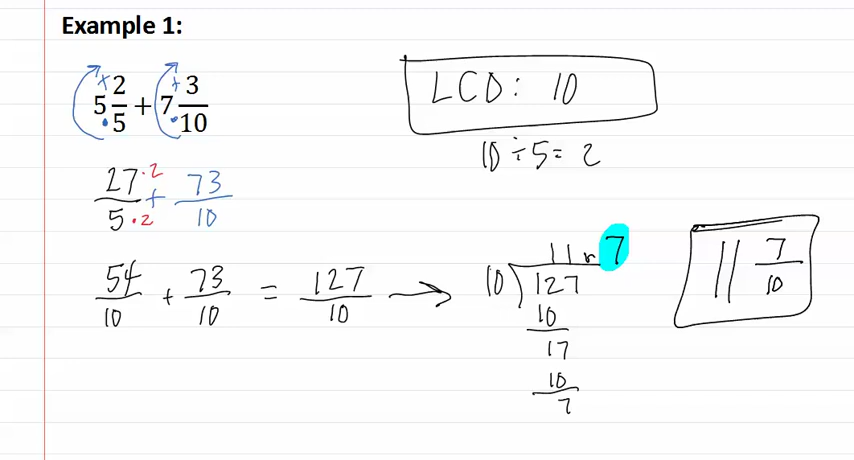 Example 1:
5 2/5 + 7 3/10
× +
LCD: 10
10 ÷ 5 = 2
27·2/5·2 + 73/10
54/10 + 73/10 = 127/10 →
11 r 7
10)127
10
17
10
7
11 7/10